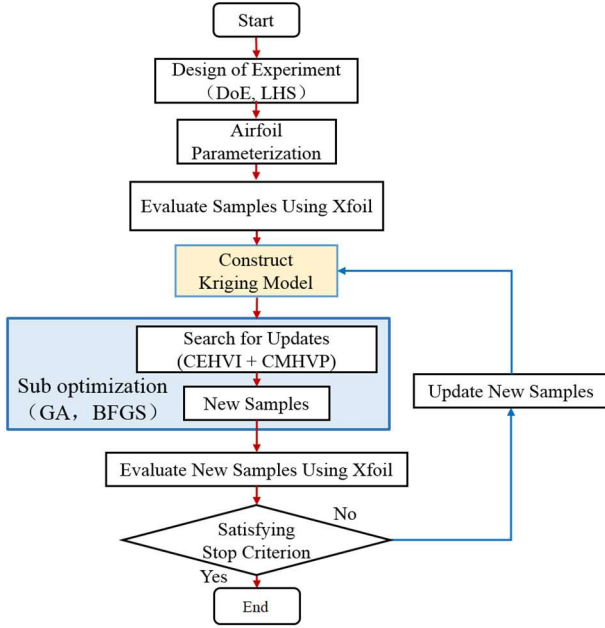 Start
Design of Experiment
（DoE, LHS）
Airfoil
Parameterization
Evaluate Samples Using Xfoil
Construct
Kriging Model
Search for Updates
(CEHVI + CMHVP)
Sub optimization
（GA，BFGS）
New Samples
Update New Samples
Evaluate New Samples Using Xfoil
No
Satisfying
Stop Criterion
Yes
End